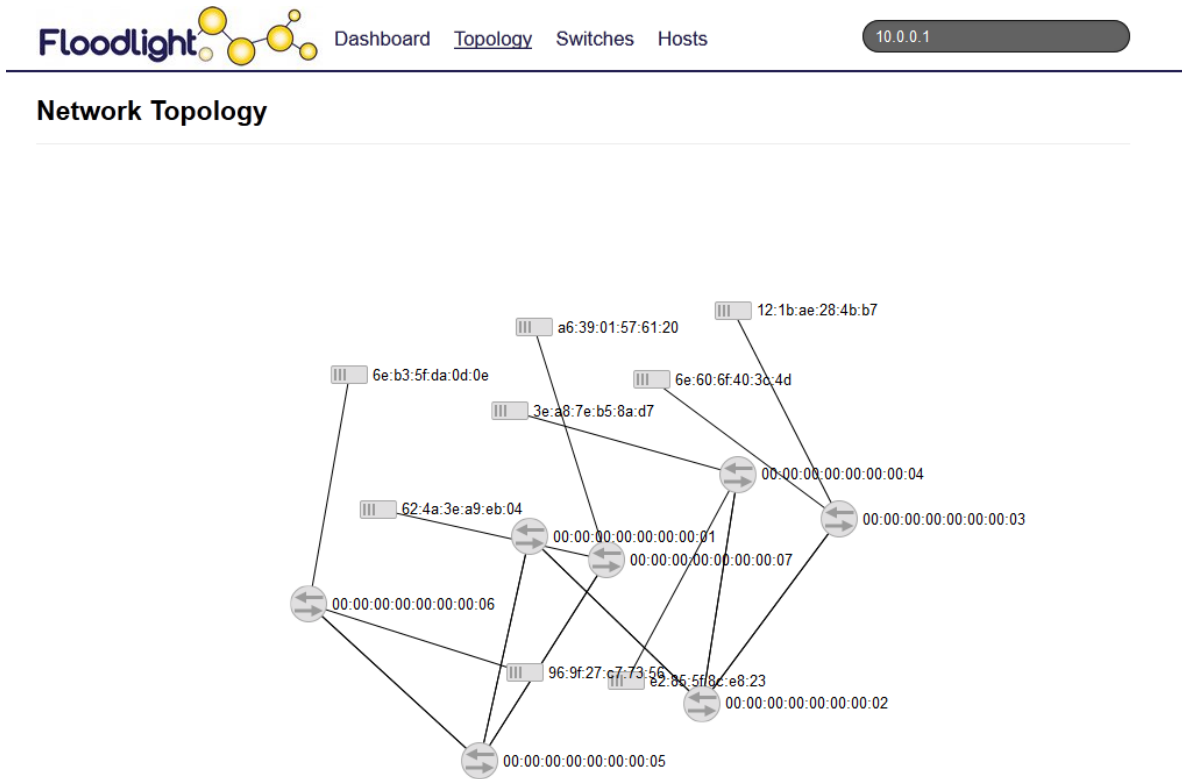 Floodlight Dashboard Topology Switches Hosts 10.0.0.1
Network Topology
12:1b:ae:28:4b:b7
a6:39:01:57:61:20
6e:b3:5f:da:0d:0e
6e:60:6f:40:3c:4d
3e:a8:7e:b5:8a:d7
00:00:00:00:00:00:00:04
62:4a:3e:a9:eb:04
00:00:00:00:00:00:00:03
00:00:00:00:00:00:00:01
00:00:00:00:00:00:00:07
00:00:00:00:00:00:00:06
96:9f:27:c7:73:56
e2:85:5f:8c:e8:23
00:00:00:00:00:00:00:02
00:00:00:00:00:00:00:05